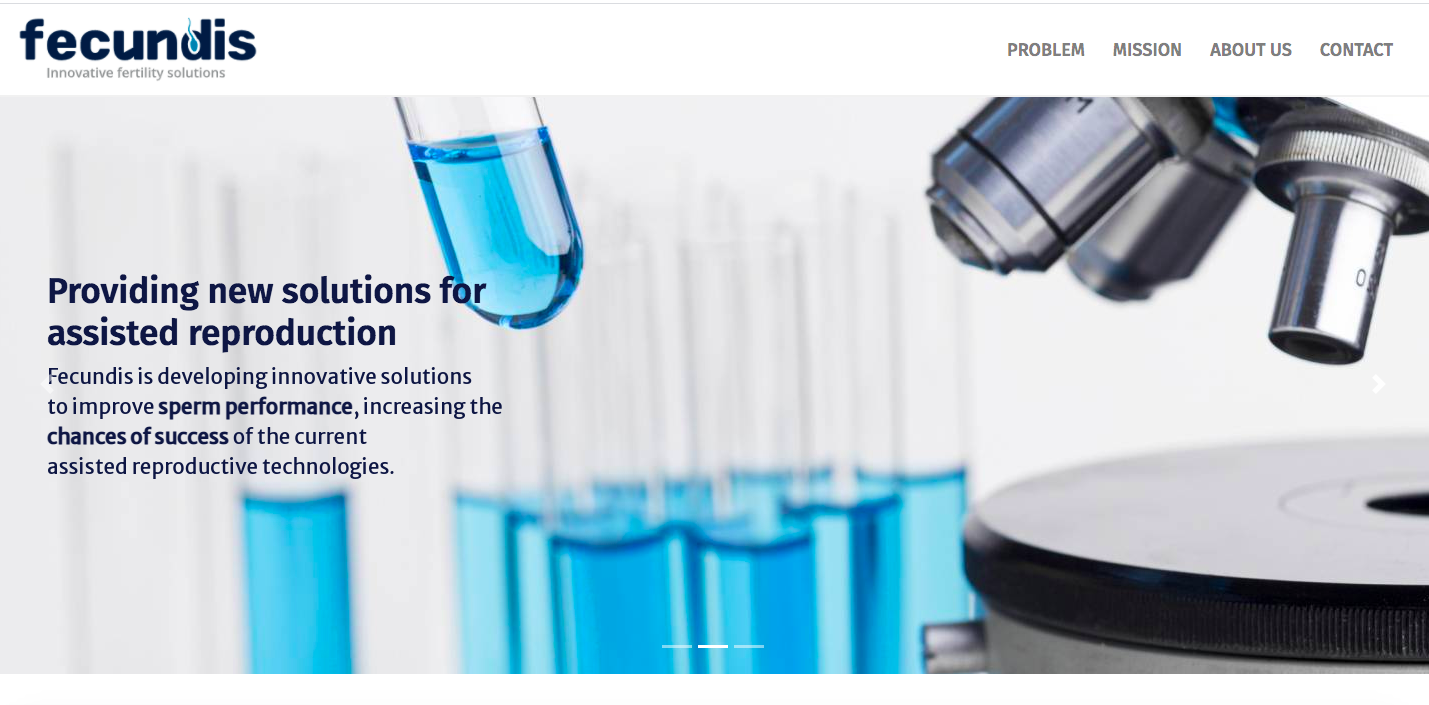 fecundis
Innovative fertility solutions
PROBLEM MISSION ABOUT US CONTACT
Providing new solutions for
assisted reproduction
Fecundis is developing innovative solutions
to improve sperm performance, increasing the
chances of success of the current
assisted reproductive technologies.